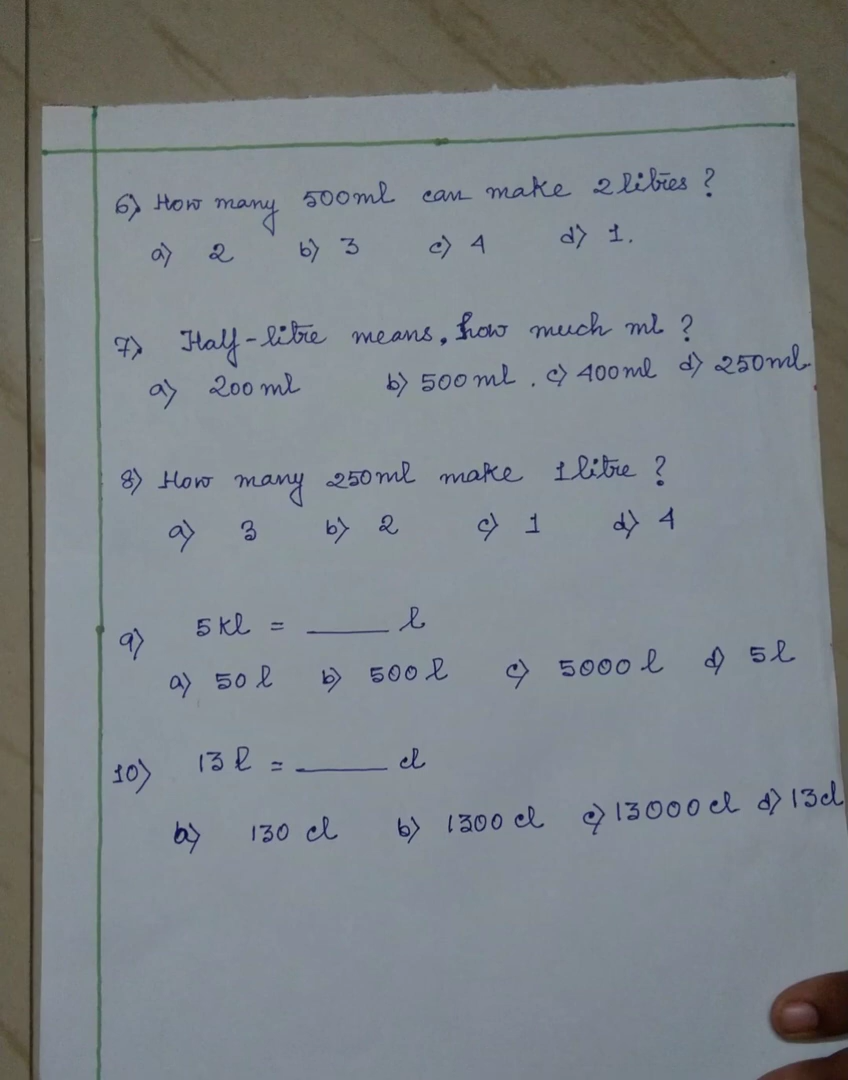 6) How many 500ml can make 2 litres ?
a) 2 b) 3 c) 4 d) 1.
7) Half-litre means, how much ml ?
a) 200 ml b) 500 ml . c) 400 ml d) 250 ml.
8) How many 250 ml make 1 litre ?
a) 3 b) 2 c) 1 d) 4
9) 5 kl = ____ l
a) 50 l b) 500 l c) 5000 l d) 5 l
10) 13 l = ____ cl
a) 130 cl b) 1300 cl c) 13000 cl d) 13 cl